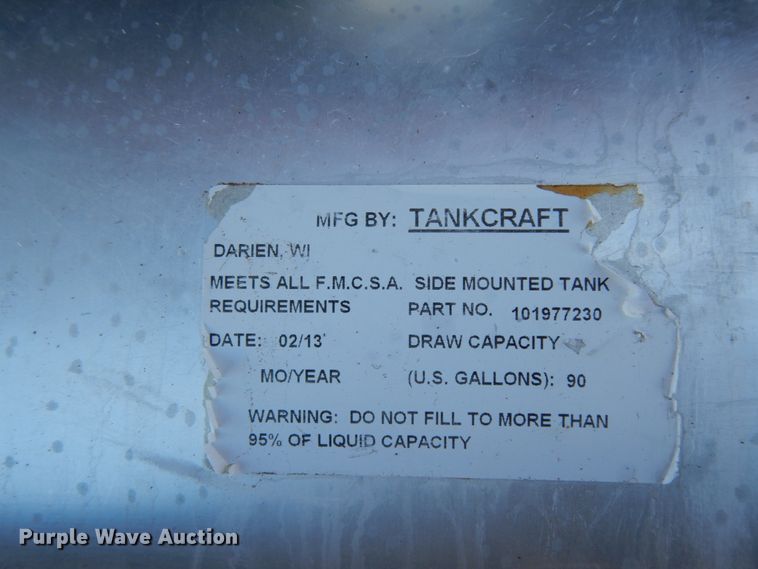 MFG BY: TANKCRAFT
DARIEN, WI
MEETS ALL F.M.C.S.A. SIDE MOUNTED TANK
REQUIREMENTS PART NO. 101977230
DATE: 02/13 DRAW CAPACITY
MO/YEAR (U.S. GALLONS): 90
WARNING: DO NOT FILL TO MORE THAN
95% OF LIQUID CAPACITY
Purple Wave Auction